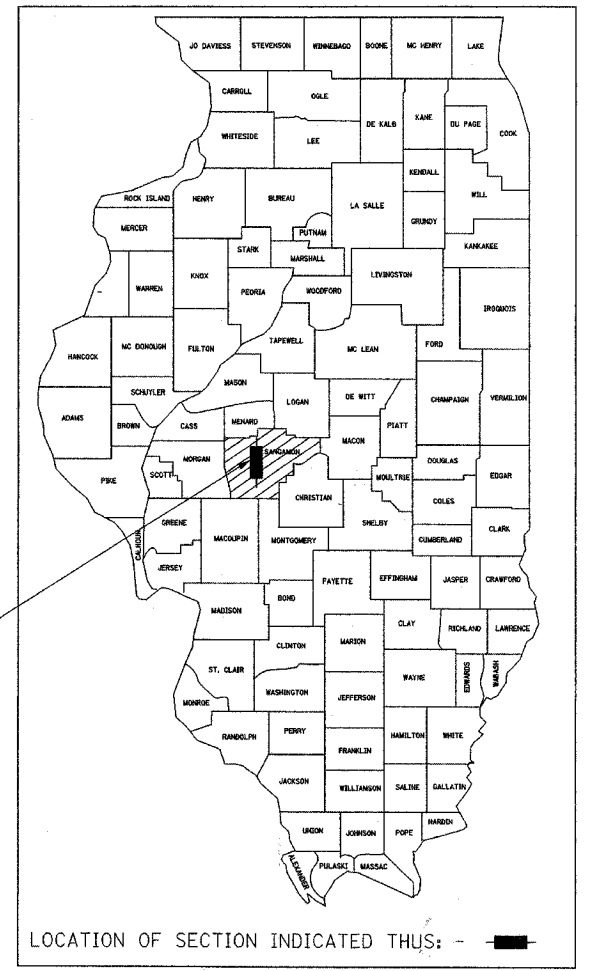 JO DAVIESS STEVENSON WINNEBAGO BOONE MC HENRY LAKE
CARROLL OGLE DE KALB KANE DU PAGE COOK
WHITESIDE LEE
KENDALL
ROCK ISLAND HENRY BUREAU LA SALLE WILL
GRUNDY
MERCER PUTNAM
STARK MARSHALL KANKAKEE
WARREN KNOX PEORIA WOODFORD LIVINGSTON
IROQUOIS
HANCOCK MC DONOUGH FULTON TAPEWELL MC LEAN FORD
MASON
SCHUYLER LOGAN DE WITT CHAMPAIGN VERMILION
ADAMS BROWN CASS MENARD PIATT
MACON
MORGAN SANGAMON
PIKE SCOTT CHRISTIAN MOULTRIE DOUGLAS EDGAR
COLES
GREENE SHELBY
CALHOUN MACOUPIN MONTGOMERY CUMBERLAND CLARK
JERSEY FAYETTE EFFINGHAM JASPER CRAWFORD
MADISON BOND
CLAY RICHLAND LAWRENCE
CLINTON MARION
ST. CLAIR WAYNE EDWARDS WABASH
WASHINGTON JEFFERSON
MONROE
RANDOLPH PERRY HAMILTON WHITE
FRANKLIN
JACKSON WILLIAMSON SALINE GALLATIN
HARDIN
UNION JOHNSON POPE
ALEXANDER PULASKI MASSAC
LOCATION OF SECTION INDICATED THUS: -